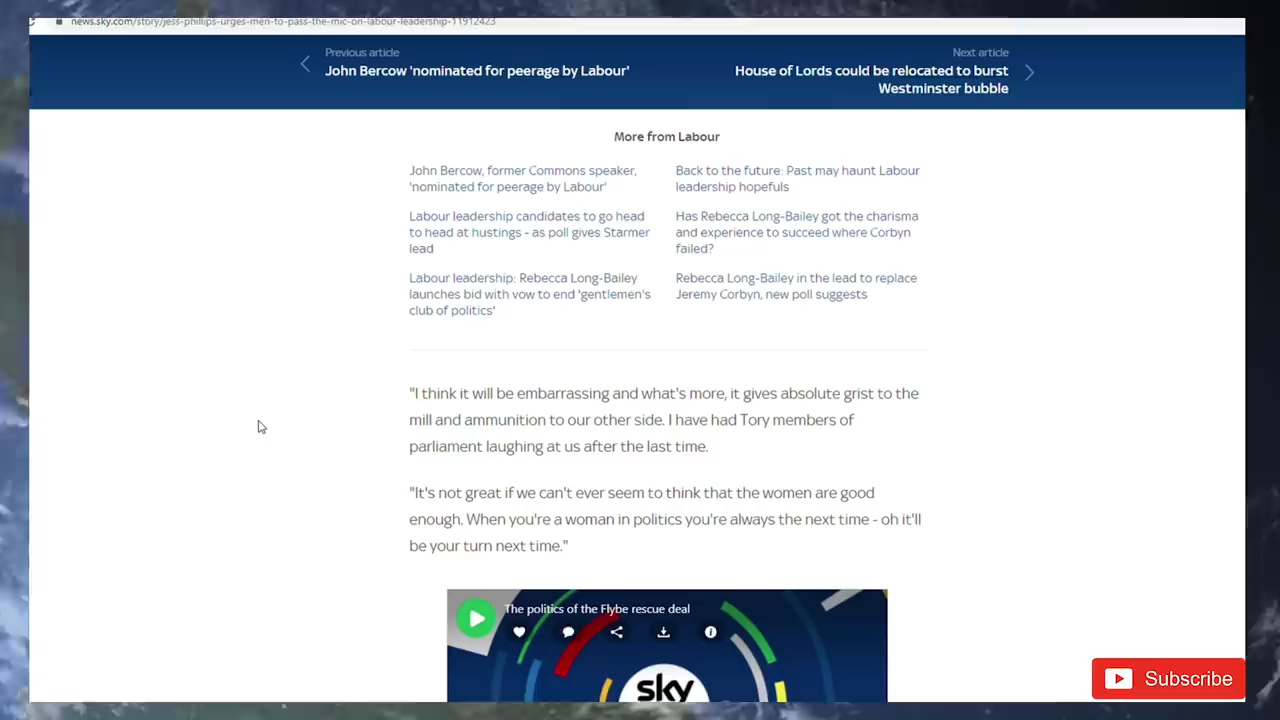 news.sky.com/story/jess-phillips-urges-men-to-pass-the-mic-on-labour-leadership-11912423
Previous article
John Bercow 'nominated for peerage by Labour'
Next article
House of Lords could be relocated to burst
Westminster bubble
More from Labour
John Bercow, former Commons speaker,
'nominated for peerage by Labour'
Labour leadership candidates to go head
to head at hustings - as poll gives Starmer
lead
Labour leadership: Rebecca Long-Bailey
launches bid with vow to end 'gentlemen's
club of politics'
Back to the future: Past may haunt Labour
leadership hopefuls
Has Rebecca Long-Bailey got the charisma
and experience to succeed where Corbyn
failed?
Rebecca Long-Bailey in the lead to replace
Jeremy Corbyn, new poll suggests
"I think it will be embarrassing and what's more, it gives absolute grist to the
mill and ammunition to our other side. I have had Tory members of
parliament laughing at us after the last time.
"It's not great if we can't ever seem to think that the women are good
enough. When you're a woman in politics you're always the next time - oh it'll
be your turn next time."
The politics of the Flybe rescue deal
sky
Subscribe